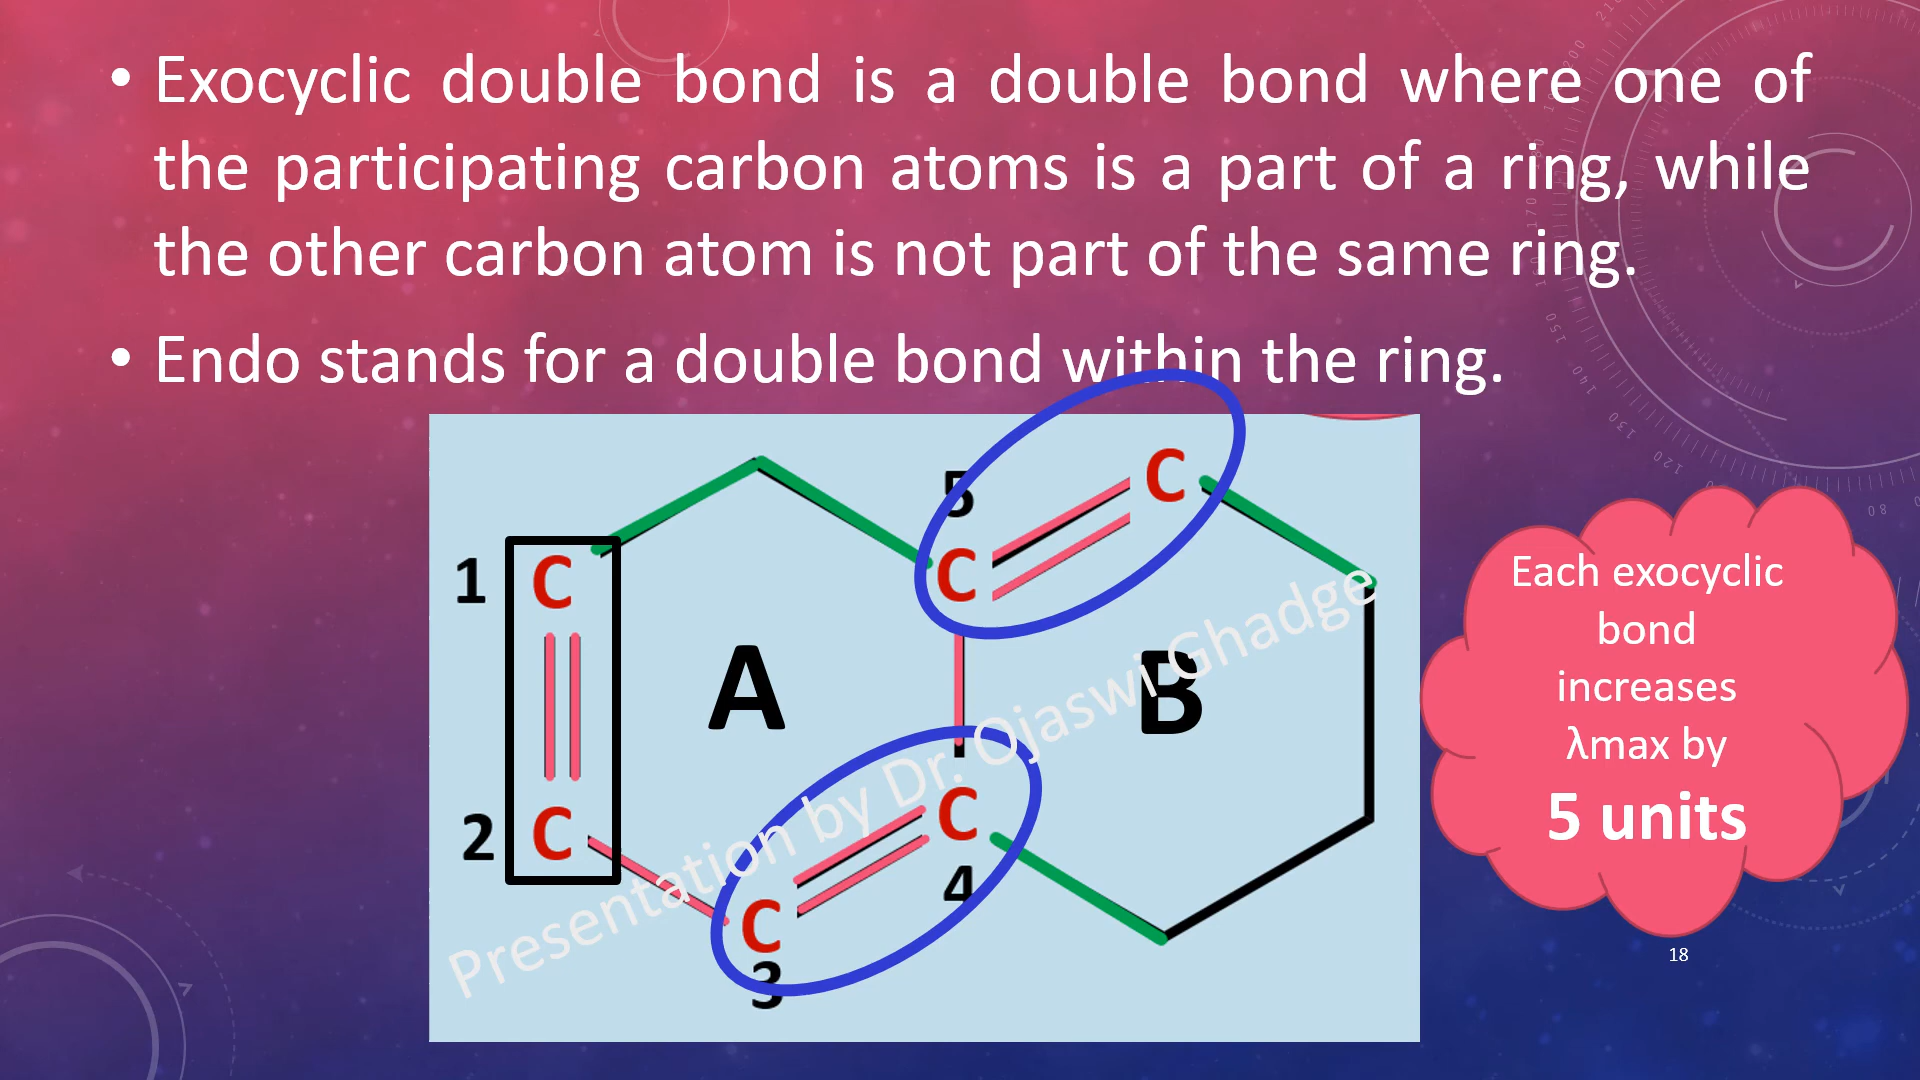 • Exocyclic double bond is a double bond where one of
the participating carbon atoms is a part of a ring, while
the other carbon atom is not part of the same ring.
• Endo stands for a double bond within the ring.
5 C
1 C C
A B
2 C C
4
C
3
Presentation by Dr. Ojaswi Ghadge
Each exocyclic
bond
increases
λmax by
5 units
18